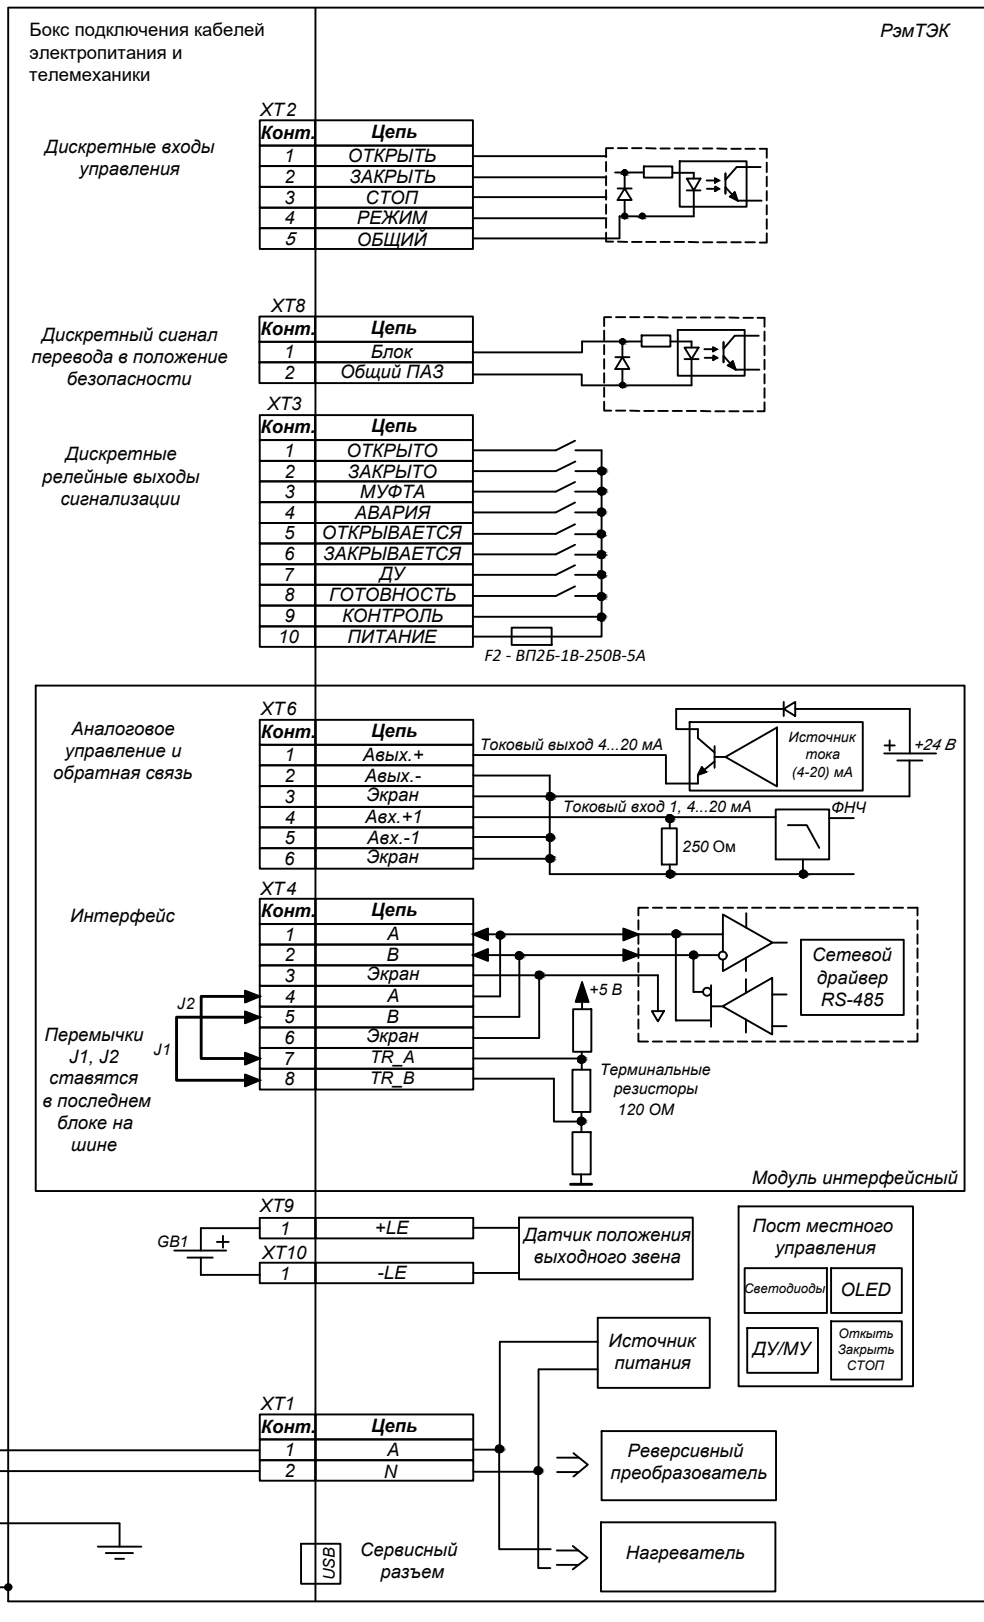 Бокс подключения кабелей
электропитания и
телемеханики
РэмТЭК
XT2
Дискретные входы
управления
Конт. Цепь
1 ОТКРЫТЬ
2 ЗАКРЫТЬ
3 СТОП
4 РЕЖИМ
5 ОБЩИЙ
XT8
Дискретный сигнал
перевода в положение
безопасности
Конт. Цепь
1 Блок
2 Общий ПАЗ
XT3
Дискретные
релейные выходы
сигнализации
Конт. Цепь
1 ОТКРЫТО
2 ЗАКРЫТО
3 МУФТА
4 АВАРИЯ
5 ОТКРЫВАЕТСЯ
6 ЗАКРЫВАЕТСЯ
7 ДУ
8 ГОТОВНОСТЬ
9 КОНТРОЛЬ
10 ПИТАНИЕ
F2 - ВП2Б-1В-250В-5А
XT6
Аналоговое
управление и
обратная связь
Конт. Цепь
1 Авых.+
2 Авых.-
3 Экран
4 Авх.+1
5 Авх.-1
6 Экран
Токовый выход 4...20 мА
Источник
тока
(4-20) мА
+
+24 В
Токовый вход 1, 4...20 мА
ФНЧ
250 Ом
XT4
Интерфейс
Конт. Цепь
1 A
2 B
3 Экран
4 A
5 B
6 Экран
7 TR_A
8 TR_B
J2
J1
Перемычки
J1, J2
ставятся
в последнем
блоке на
шине
+5 В
Терминальные
резисторы
120 ОМ
Сетевой
драйвер
RS-485
Модуль интерфейсный
XT9
1 +LE
GB1
+
XT10
1 -LE
Датчик положения
выходного звена
Пост местного
управления
Светодиоды
OLED
ДУ/МУ
Откыть
Закрыть
СТОП
Источник
питания
XT1
Конт. Цепь
1 A
2 N
Реверсивный
преобразователь
Нагреватель
USB
Сервисный
разъем